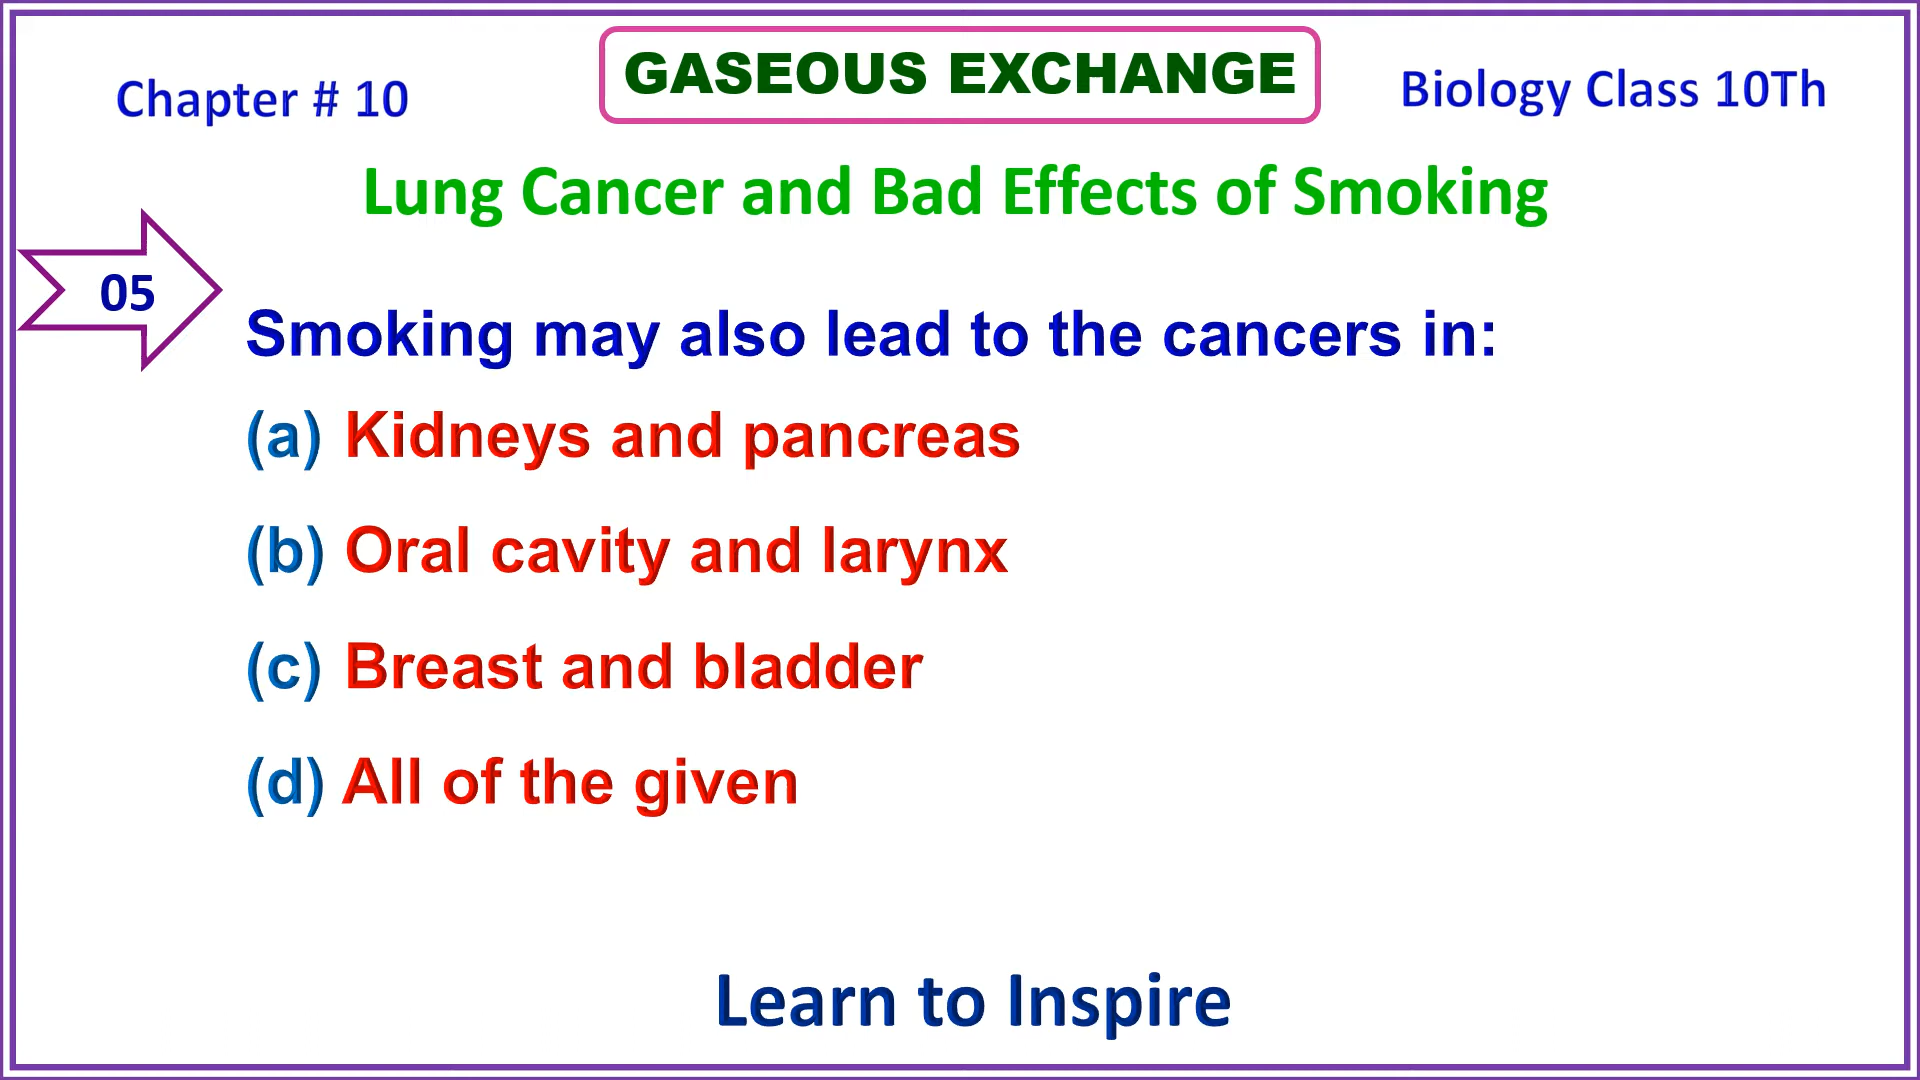 GASEOUS EXCHANGE
Chapter # 10
Biology Class 10Th
Lung Cancer and Bad Effects of Smoking
05
Smoking may also lead to the cancers in:
(a) Kidneys and pancreas
(b) Oral cavity and larynx
(c) Breast and bladder
(d) All of the given
Learn to Inspire